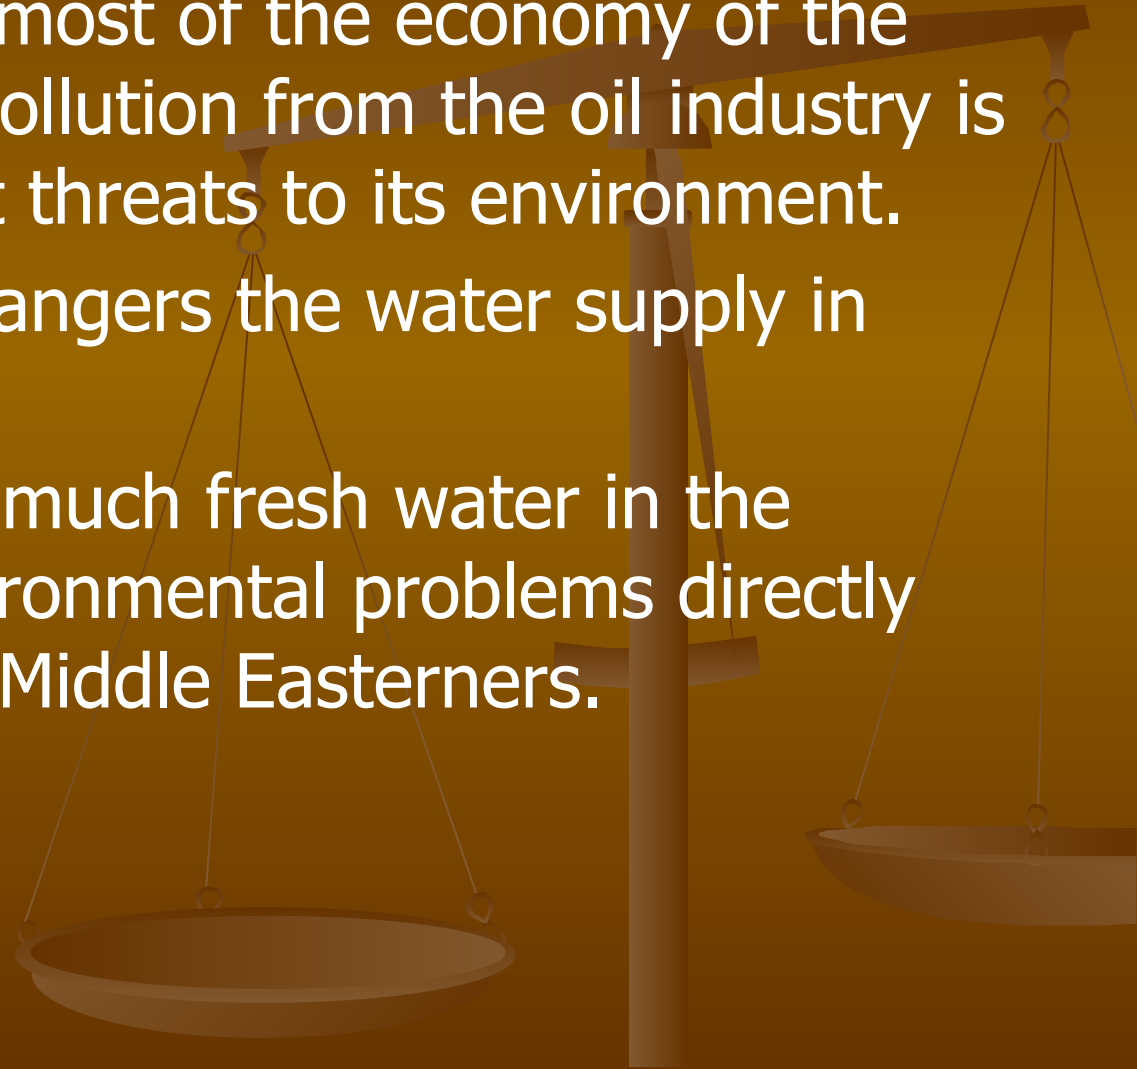 most of the economy of the
ollution from the oil industry is
threats to its environment.
angers the water supply in
much fresh water in the
ronmental problems directly
Middle Easterners.